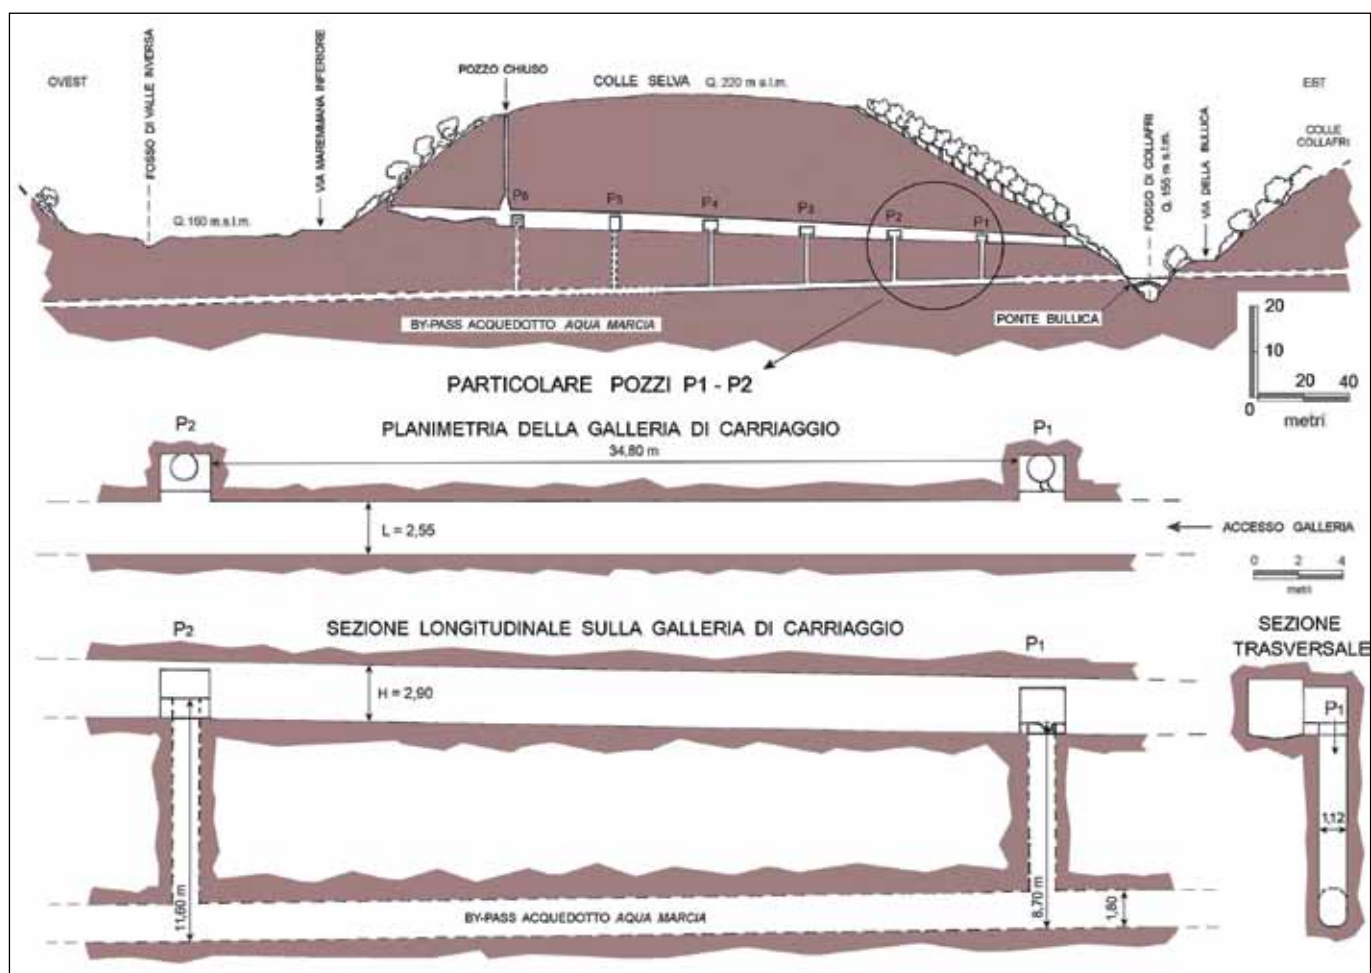 OVEST
FOSSO DI VALLE INVERSA
VIA MAREMMANA INFERIORE
POZZO CHIUSO
COLLE SELVA Q. 220 m s.l.m.
FOSSO DI COLLAFRI
Q. 155 m s.l.m.
VIA DELLA BULLICA
EST
COLLE
COLLAFRI
Q. 160 m s.l.m.
P6
P5
P4
P3
P2
P1
BY-PASS ACQUEDOTTO AQUA MARCIA
PONTE BULLICA
20
10
0
20 40
metri
PARTICOLARE POZZI P1 - P2
PLANIMETRIA DELLA GALLERIA DI CARRIAGGIO
P2
34,80 m
P1
L = 2,55
ACCESSO GALLERIA
0 2 4
metri
SEZIONE LONGITUDINALE SULLA GALLERIA DI CARRIAGGIO
P2
P1
H = 2,90
11,60 m
8,70 m
1,80
BY-PASS ACQUEDOTTO AQUA MARCIA
SEZIONE
TRASVERSALE
P1
1,12